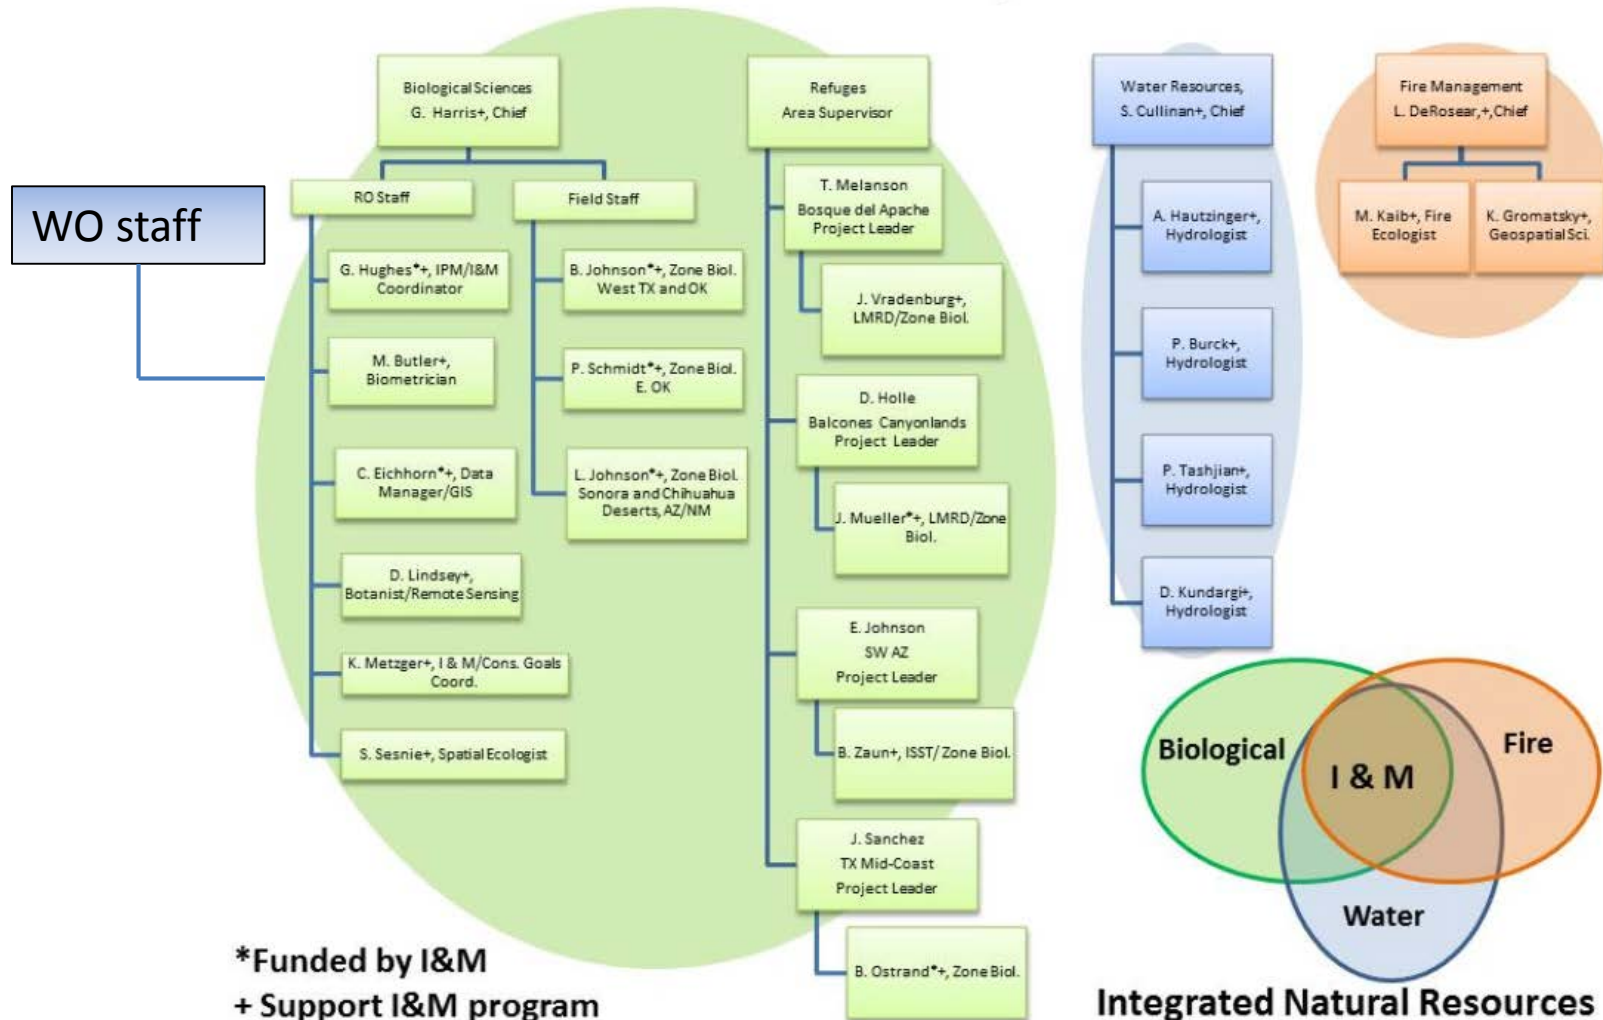 Biological Sciences
G. Harris+, Chief
RO Staff
Field Staff
WO staff
G. Hughes*+, IPM/I&M
Coordinator
M. Butler+,
Biometrician
C. Eichhorn*+, Data
Manager/GIS
D. Lindsey+,
Botanist/Remote Sensing
K. Metzger+, I & M/Cons. Goals
Coord.
S. Sesnie+, Spatial Ecologist
B. Johnson*+, Zone Biol.
West TX and OK
P. Schmidt*+, Zone Biol.
E. OK
L. Johnson*+, Zone Biol.
Sonora and Chihuahua
Deserts, AZ/NM
Refuges
Area Supervisor
T. Melanson
Bosque del Apache
Project Leader
J. Vradenburg+,
LMRD/Zone Biol.
D. Holle
Balcones Canyonlands
Project Leader
J. Mueller*+, LMRD/Zone
Biol.
E. Johnson
SW AZ
Project Leader
B. Zaun+, ISST/ Zone Biol.
J. Sanchez
TX Mid-Coast
Project Leader
B. Ostrand*+, Zone Biol.
Water Resources,
S. Cullinan+, Chief
A. Hautzinger+,
Hydrologist
P. Burck+,
Hydrologist
P. Tashjian+,
Hydrologist
D. Kundargi+,
Hydrologist
Fire Management
L. DeRosear,+,Chief
M. Kaib+, Fire
Ecologist
K. Gromatsky+,
Geospatial Sci.
Biological
Fire
I & M
Water
*Funded by I&M
+ Support I&M program
Integrated Natural Resources